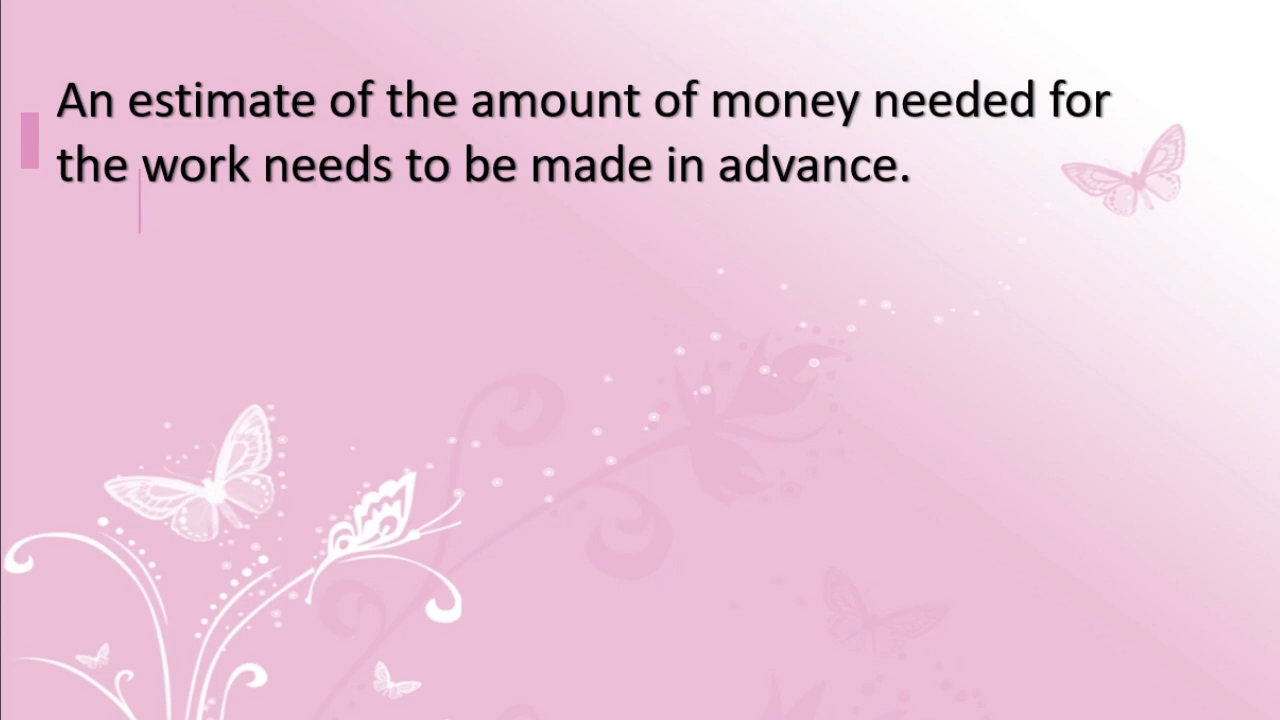 An estimate of the amount of money needed for
the work needs to be made in advance.